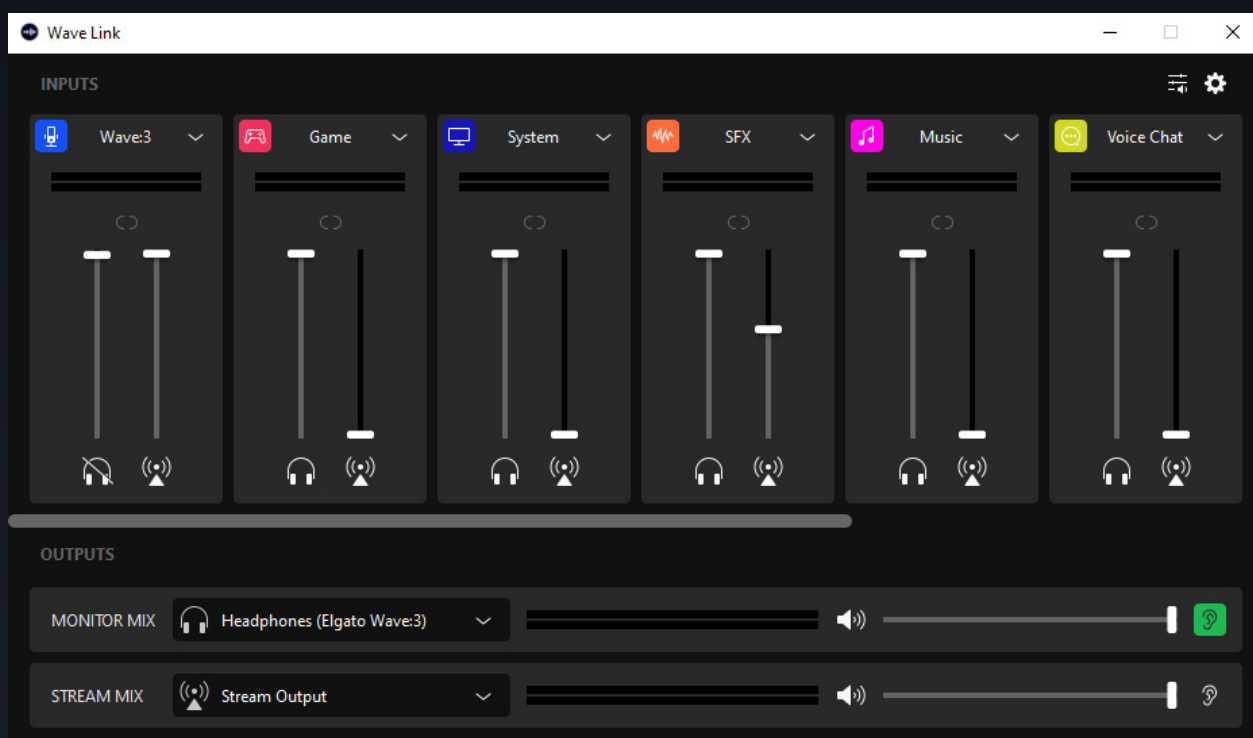 Wave Link
INPUTS
Wave:3 Game System SFX Music Voice Chat
OUTPUTS
MONITOR MIX Headphones (Elgato Wave:3)
STREAM MIX Stream Output